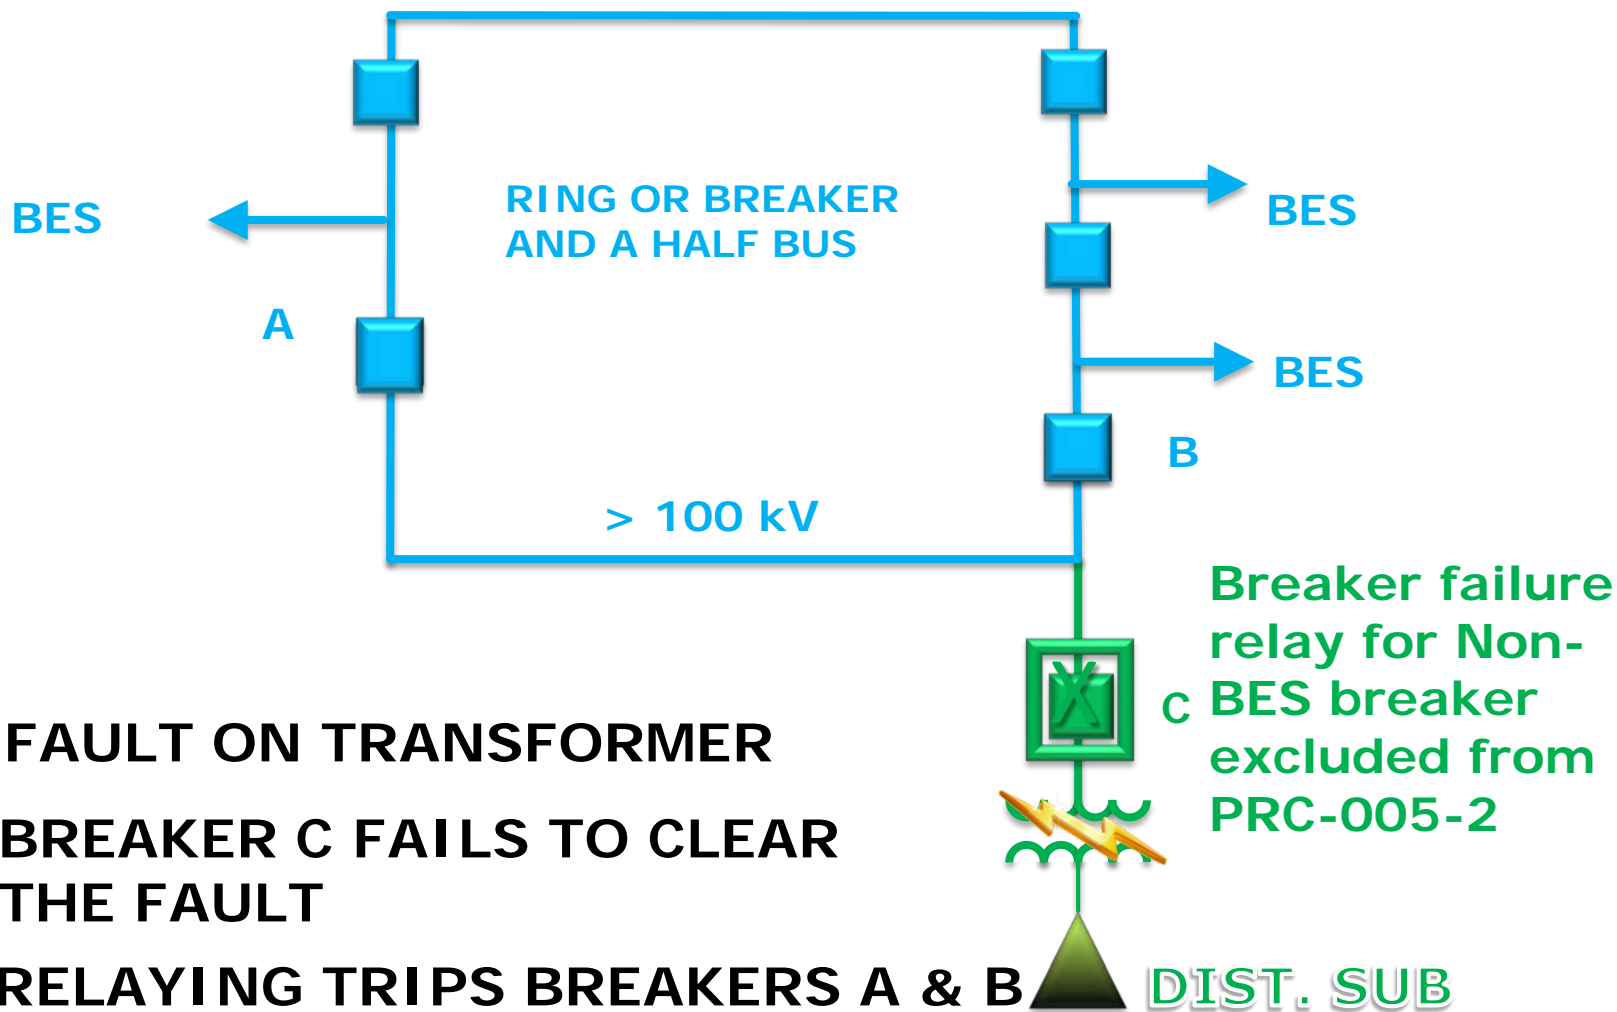 RING OR BREAKER
AND A HALF BUS
BES
BES
A
BES
B
> 100 kV
Breaker failure
relay for Non-
BES breaker
excluded from
PRC-005-2
X
C
FAULT ON TRANSFORMER
BREAKER C FAILS TO CLEAR
THE FAULT
RELAYING TRIPS BREAKERS A & B
DIST. SUB